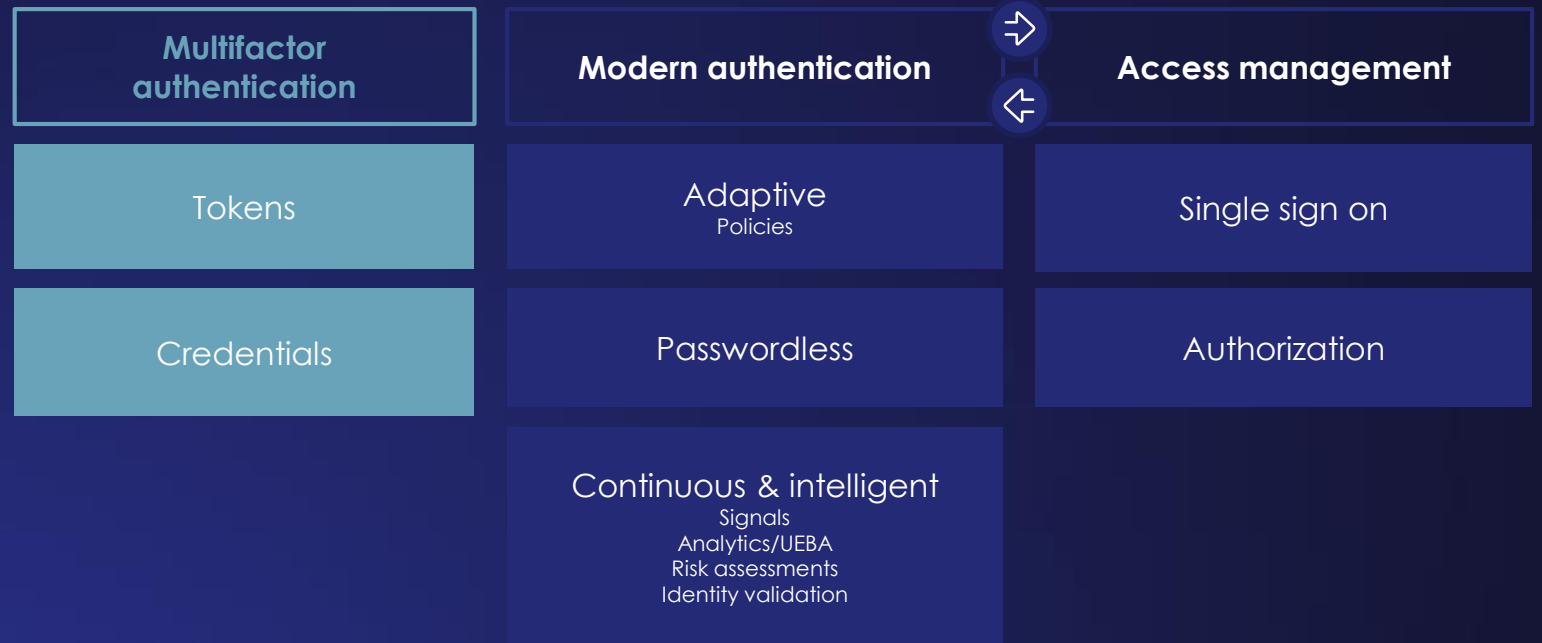 Multifactor
authentication
Modern authentication
Access management
Tokens
Adaptive
Policies
Single sign on
Credentials
Passwordless
Authorization
Continuous & intelligent
Signals
Analytics/UEBA
Risk assessments
Identity validation